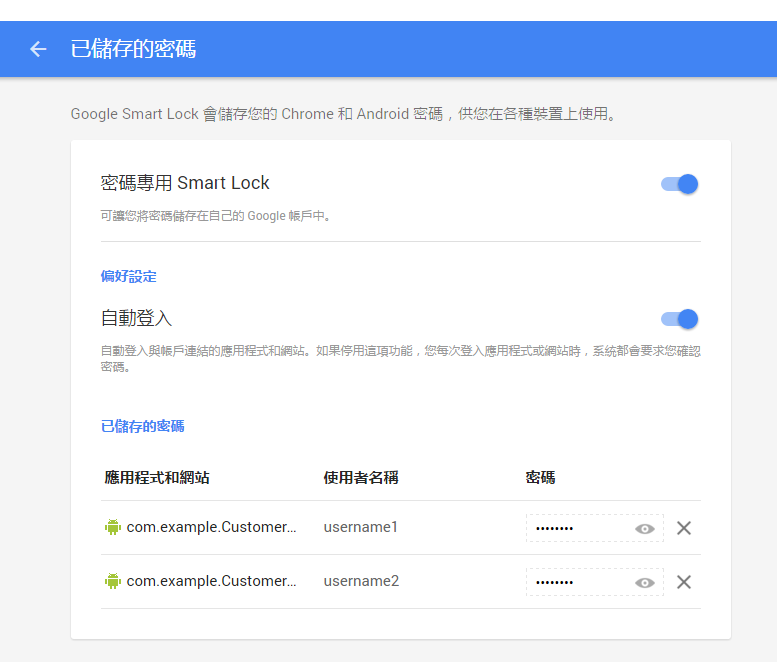 已儲存的密碼
Google Smart Lock 會儲存您的 Chrome 和 Android 密碼，供您在各種裝置上使用。
密碼專用 Smart Lock
可讓您將密碼儲存在自己的 Google 帳戶中。
偏好設定
自動登入
自動登入與帳戶連結的應用程式和網站。如果停用這項功能，您每次登入應用程式或網站時，系統都會要求您確認
密碼。
已儲存的密碼
應用程式和網站 使用者名稱 密碼
com.example.Customer... username1 ••••••••
com.example.Customer... username2 ••••••••